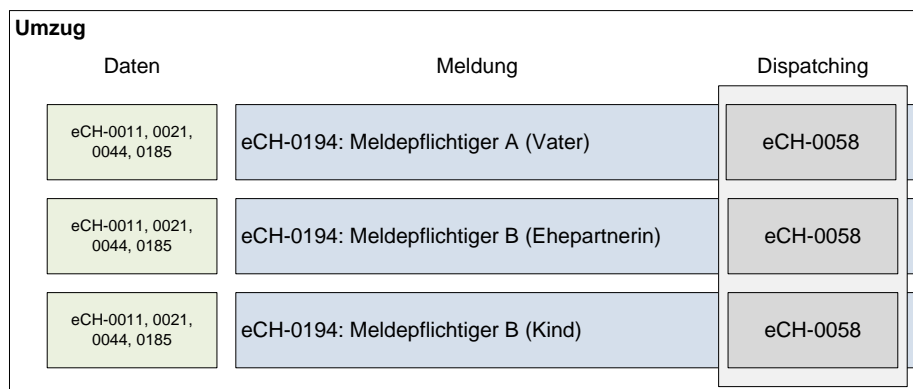 Umzug
Daten Meldung Dispatching
eCH-0011, 0021,
0044, 0185
eCH-0194: Meldepflichtiger A (Vater)
eCH-0058
eCH-0011, 0021,
0044, 0185
eCH-0194: Meldepflichtiger B (Ehepartnerin)
eCH-0058
eCH-0011, 0021,
0044, 0185
eCH-0194: Meldepflichtiger B (Kind)
eCH-0058